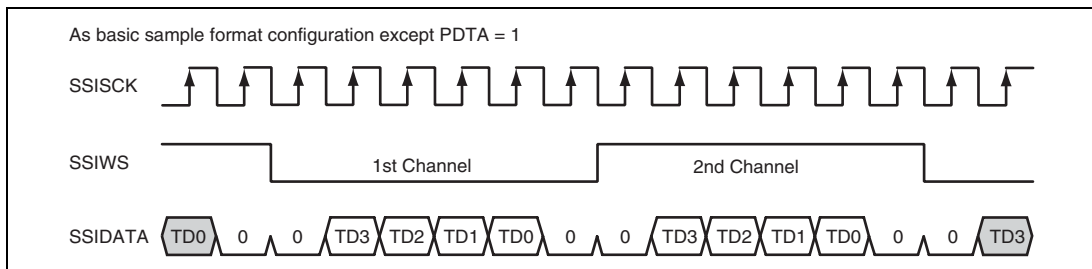 As basic sample format configuration except PDTA = 1
SSISCK
SSIWS 1st Channel 2nd Channel
SSIDATA TD0 0 0 TD3 TD2 TD1 TD0 0 0 TD3 TD2 TD1 TD0 0 0 TD3